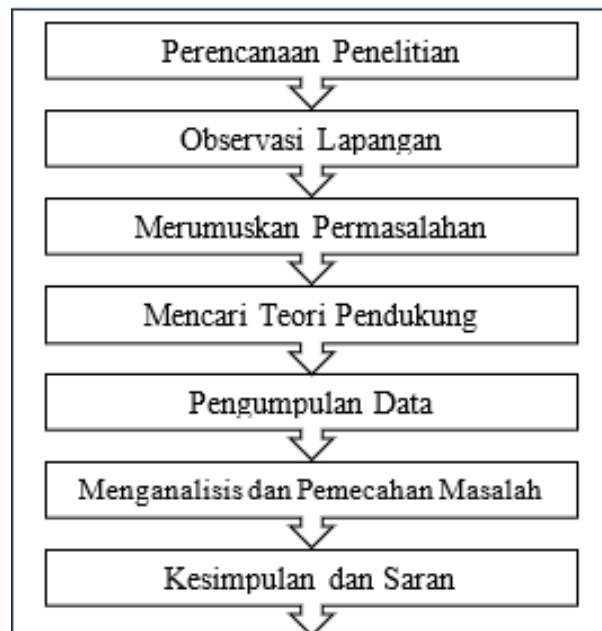 Perencanaan Penelitian
Observasi Lapangan
Merumuskan Permasalahan
Mencari Teori Pendukung
Pengumpulan Data
Menganalisis dan Pemecahan Masalah
Kesimpulan dan Saran